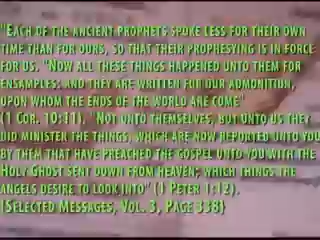 "EACH OF THE ANCIENT PROPHETS SPOKE LESS FOR THEIR OWN
TIME THAN FOR OURS, SO THAT THEIR PROPHESYING IS IN FORCE
FOR US. "NOW ALL THESE THINGS HAPPENED UNTO THEM FOR
ENSAMPLES: AND THEY ARE WRITTEN FOR OUR ADMONITION,
UPON WHOM THE ENDS OF THE WORLD ARE COME"
(1 COR. 10:11). "NOT UNTO THEMSELVES, BUT UNTO US THEY
DID MINISTER THE THINGS, WHICH ARE NOW REPORTED UNTO YOU
BY THEM THAT HAVE PREACHED THE GOSPEL UNTO YOU WITH THE
HOLY GHOST SENT DOWN FROM HEAVEN; WHICH THINGS THE
ANGELS DESIRE TO LOOK INTO" (1 PETER 1:12).
{SELECTED MESSAGES, VOL. 3, PAGE 338}